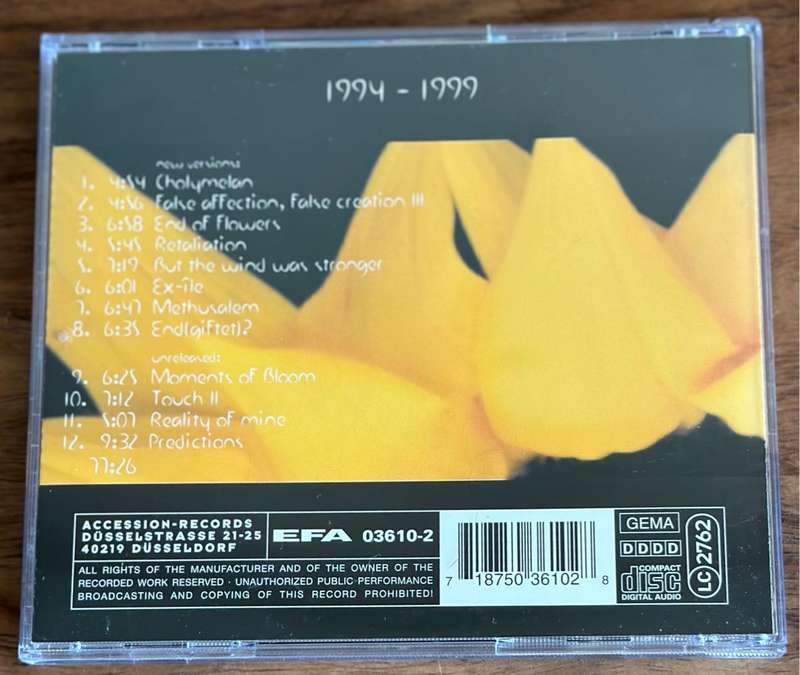 1994 - 1999
new versions:
1. 4:54 Cholymelan
2. 4:56 False affection, false creation III
3. 6:58 End of Flowers
4. 5:45 Retaliation
5. 7:19 But the wind was stronger
6. 6:01 Ex-île
7. 6:47 Methusalem
8. 6:35 End(giftet)?
unreleased:
9. 6:25 Moments of Bloom
10. 7:12 Touch II
11. 5:07 Reality of mine
12. 9:32 Predictions
77:26
ACCESSION-RECORDS
DÜSSELSTRASSE 21-25
40219 DÜSSELDORF
EFA 03610-2
ALL RIGHTS OF THE MANUFACTURER AND OF THE OWNER OF THE
RECORDED WORK RESERVED · UNAUTHORIZED PUBLIC PERFORMANCE
BROADCASTING AND COPYING OF THIS RECORD PROHIBITED!
7 18750 36102 8
GEMA
DDDD
COMPACT
disc
DIGITAL AUDIO
LC 2762